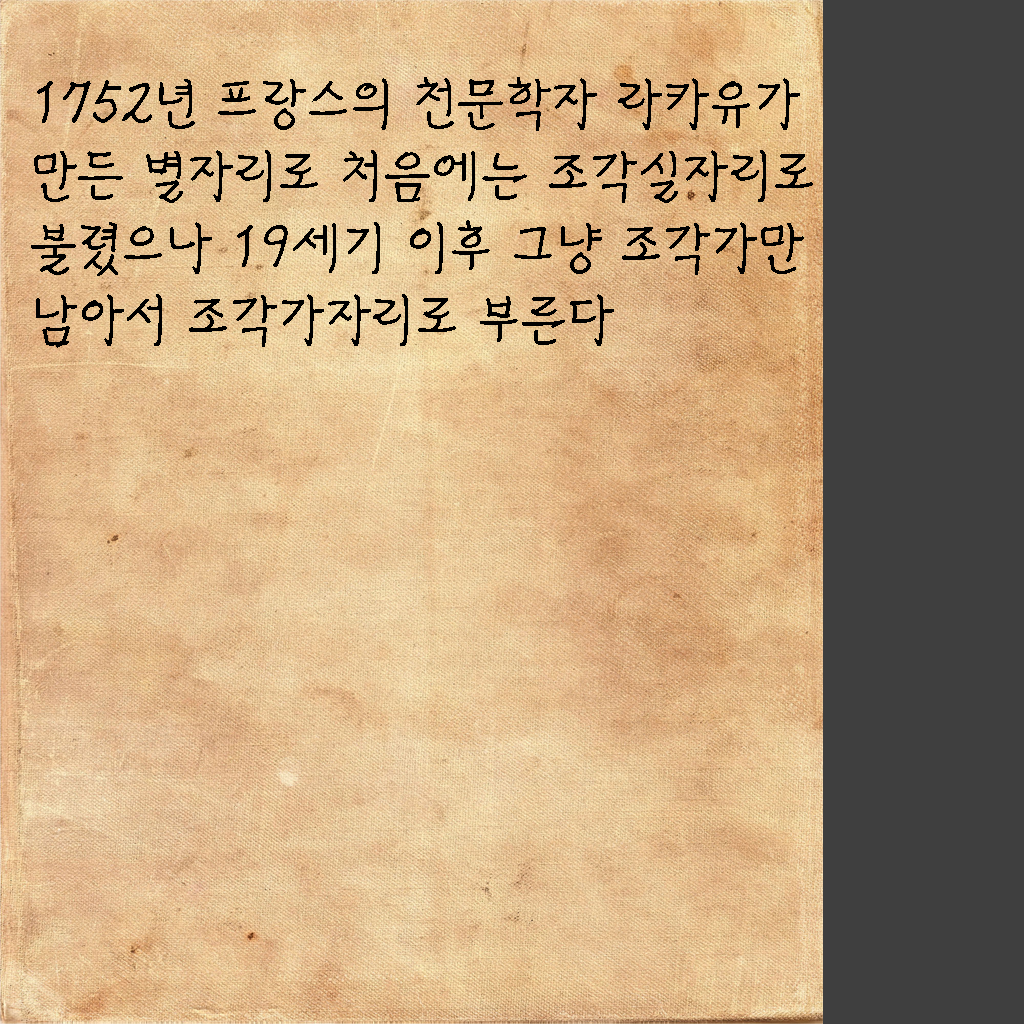 1752년 프랑스의 천문학자 라카유가
만든 별자리로 처음에는 조각실자리로
불렸으나 19세기 이후 그냥 조각가만
남아서 조각가자리로 부른다